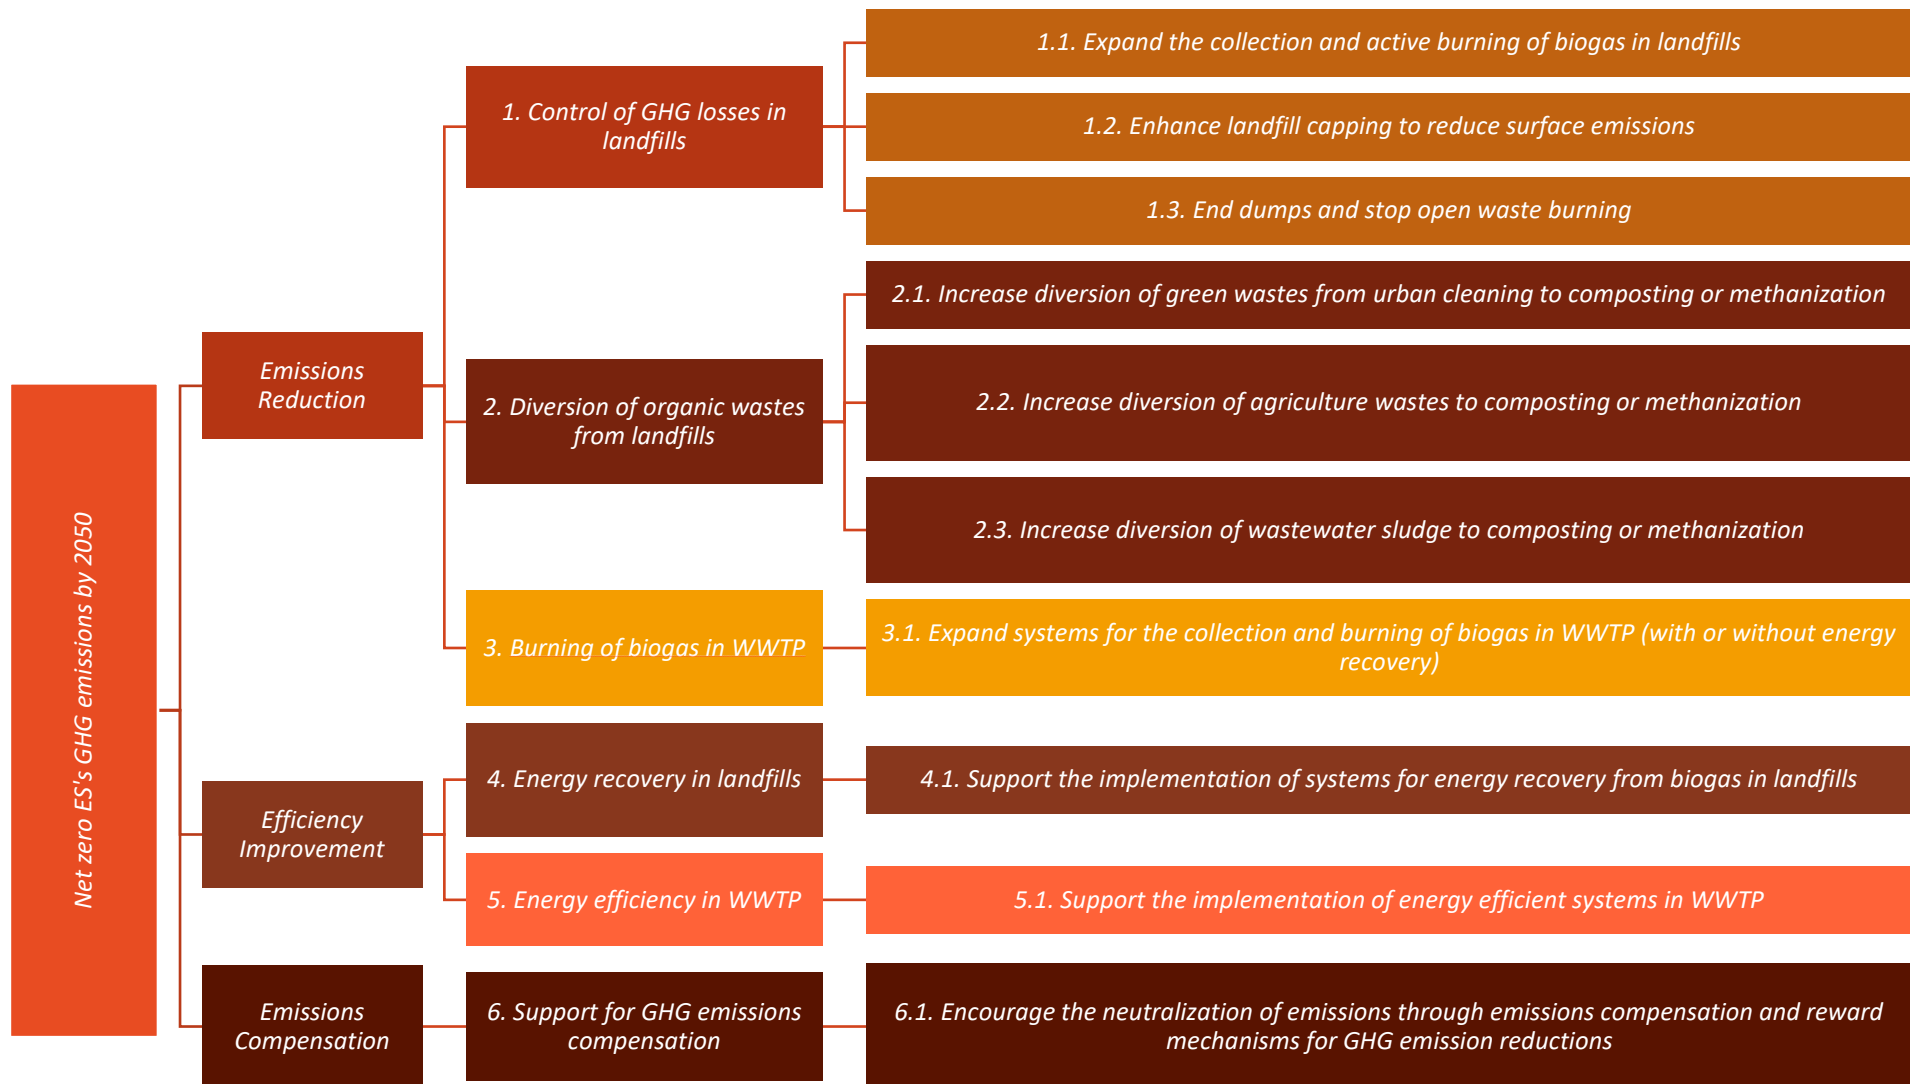 Net zero ES's GHG emissions by 2050
Emissions
Reduction
1. Control of GHG losses in
landfills
1.1. Expand the collection and active burning of biogas in landfills
1.2. Enhance landfill capping to reduce surface emissions
1.3. End dumps and stop open waste burning
2. Diversion of organic wastes
from landfills
2.1. Increase diversion of green wastes from urban cleaning to composting or methanization
2.2. Increase diversion of agriculture wastes to composting or methanization
2.3. Increase diversion of wastewater sludge to composting or methanization
3. Burning of biogas in WWTP
3.1. Expand systems for the collection and burning of biogas in WWTP (with or without energy
recovery)
Efficiency
Improvement
4. Energy recovery in landfills
4.1. Support the implementation of systems for energy recovery from biogas in landfills
5. Energy efficiency in WWTP
5.1. Support the implementation of energy efficient systems in WWTP
Emissions
Compensation
6. Support for GHG emissions
compensation
6.1. Encourage the neutralization of emissions through emissions compensation and reward
mechanisms for GHG emission reductions